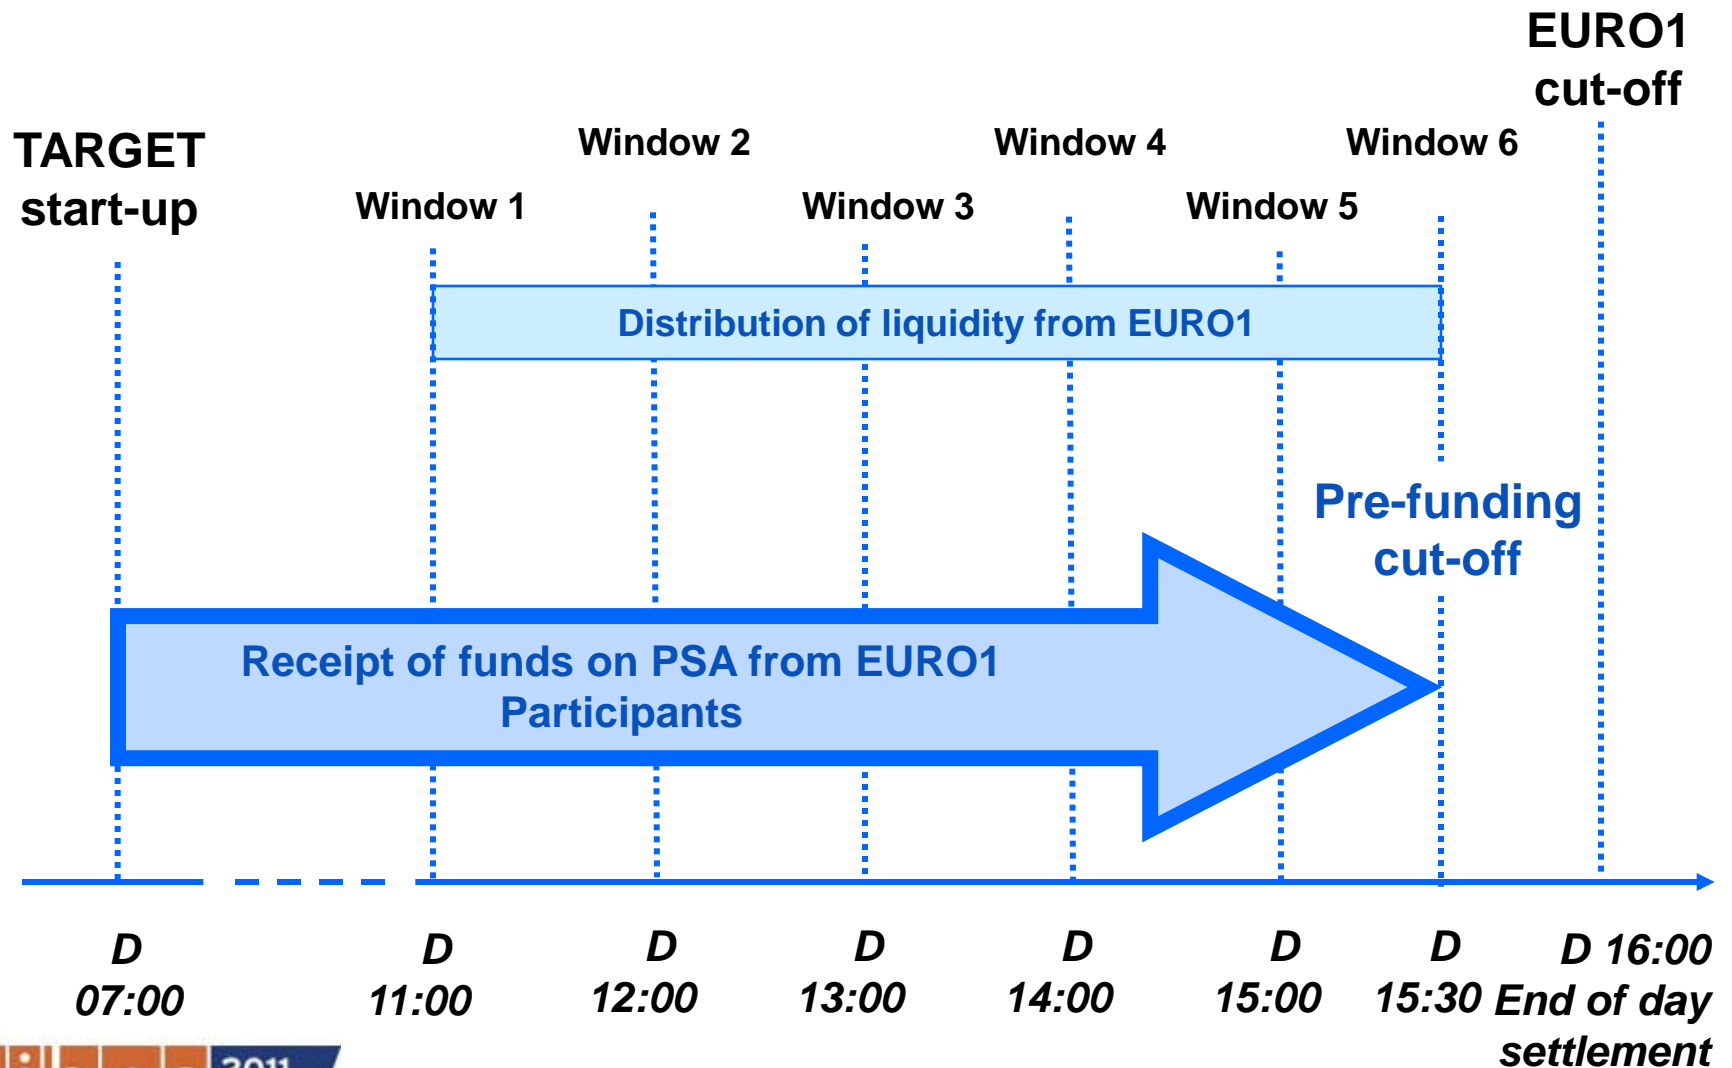 EURO1
cut-off
TARGET
start-up
Window 1
Window 2
Window 3
Window 4
Window 5
Window 6
Distribution of liquidity from EURO1
Pre-funding
cut-off
Receipt of funds on PSA from EURO1
Participants
D
07:00
D
11:00
D
12:00
D
13:00
D
14:00
D
15:00
D
15:30
D 16:00
End of day
settlement
2011